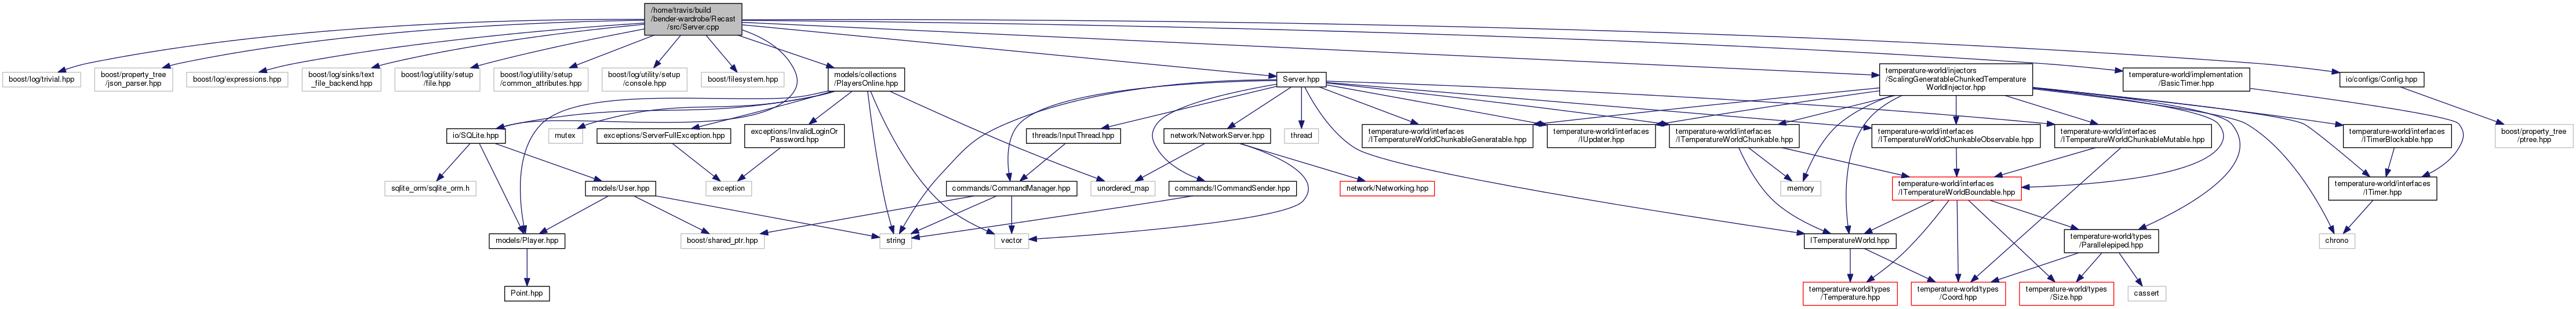 /home/travis/build
/bender-wardrobe/Recast
/src/Server.cpp
boost/log/trivial.hpp
boost/property_tree
/json_parser.hpp
boost/log/expressions.hpp
boost/log/sinks/text
_file_backend.hpp
boost/log/utility/setup
/file.hpp
boost/log/utility/setup
/common_attributes.hpp
boost/log/utility/setup
/console.hpp
boost/filesystem.hpp
models/collections
/PlayersOnline.hpp
Server.hpp
temperature-world/injectors
/ScalingGeneratableChunkedTemperature
WorldInjector.hpp
temperature-world/implementation
/BasicTimer.hpp
io/configs/Config.hpp
io/SQLite.hpp
mutex
exceptions/ServerFullException.hpp
exceptions/InvalidLoginOr
Password.hpp
threads/InputThread.hpp
network/NetworkServer.hpp
thread
temperature-world/interfaces
/ITemperatureWorldChunkableGeneratable.hpp
temperature-world/interfaces
/IUpdater.hpp
temperature-world/interfaces
/ITemperatureWorldChunkable.hpp
temperature-world/interfaces
/ITemperatureWorldChunkableObservable.hpp
temperature-world/interfaces
/ITemperatureWorldChunkableMutable.hpp
temperature-world/interfaces
/ITimerBlockable.hpp
boost/property_tree
/ptree.hpp
sqlite_orm/sqlite_orm.h
models/User.hpp
exception
commands/CommandManager.hpp
unordered_map
commands/ICommandSender.hpp
network/Networking.hpp
memory
temperature-world/interfaces
/ITemperatureWorldBoundable.hpp
temperature-world/interfaces
/ITimer.hpp
models/Player.hpp
boost/shared_ptr.hpp
string
vector
ITemperatureWorld.hpp
temperature-world/types
/Parallelepiped.hpp
chrono
Point.hpp
temperature-world/types
/Temperature.hpp
temperature-world/types
/Coord.hpp
temperature-world/types
/Size.hpp
cassert